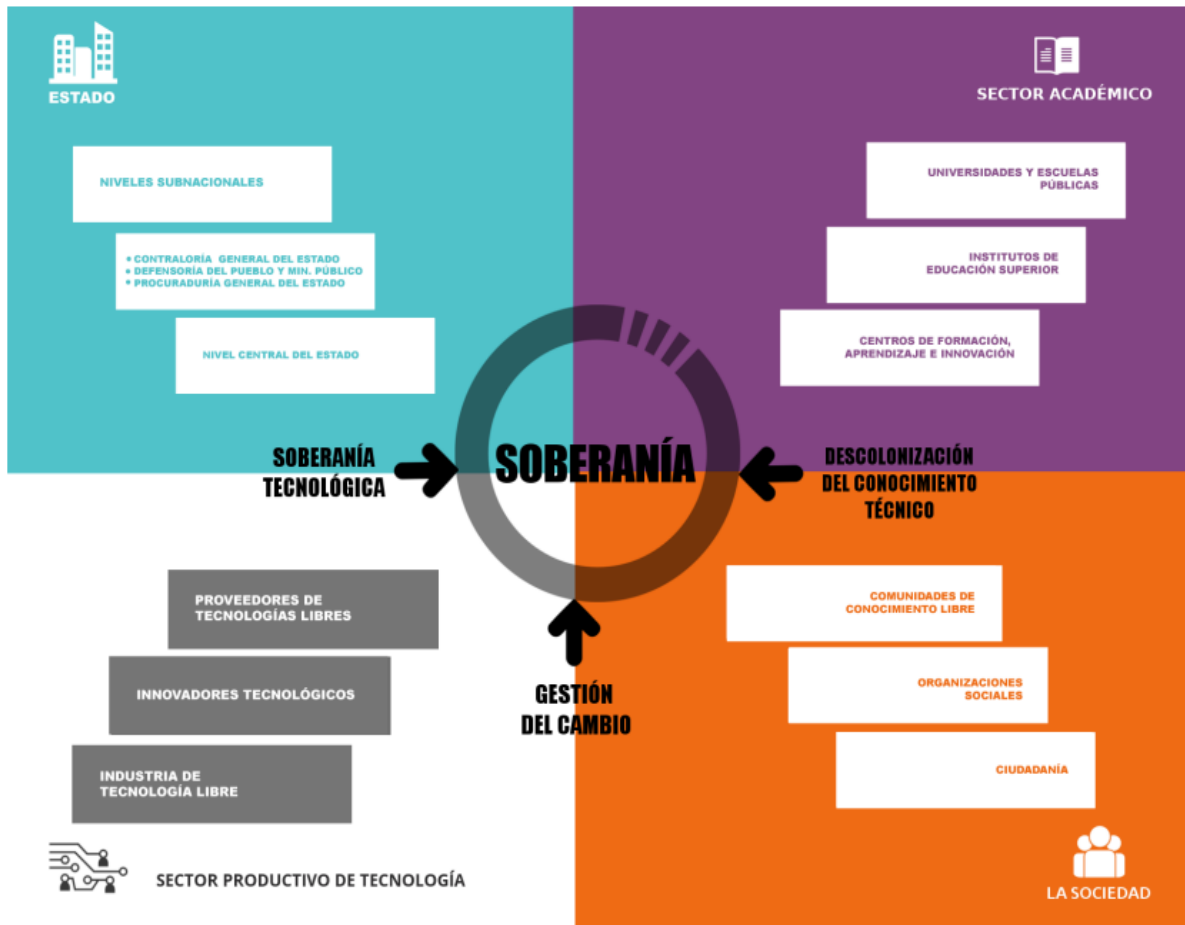 ESTADO
NIVELES SUBNACIONALES
• CONTRALORÍA GENERAL DEL ESTADO
• DEFENSORÍA DEL PUEBLO Y MIN. PÚBLICO
• PROCURADURÍA GENERAL DEL ESTADO
NIVEL CENTRAL DEL ESTADO
SECTOR ACADÉMICO
UNIVERSIDADES Y ESCUELAS
PÚBLICAS
INSTITUTOS DE
EDUCACIÓN SUPERIOR
CENTROS DE FORMACIÓN,
APRENDIZAJE E INNOVACIÓN
SOBERANÍA
TECNOLÓGICA
SOBERANÍA
DESCOLONIZACIÓN
DEL CONOCIMIENTO
TÉCNICO
GESTIÓN
DEL CAMBIO
PROVEEDORES DE
TECNOLOGÍAS LIBRES
INNOVADORES TECNOLÓGICOS
INDUSTRIA DE
TECNOLOGÍA LIBRE
SECTOR PRODUCTIVO DE TECNOLOGÍA
COMUNIDADES DE
CONOCIMIENTO LIBRE
ORGANIZACIONES
SOCIALES
CIUDADANÍA
LA SOCIEDAD